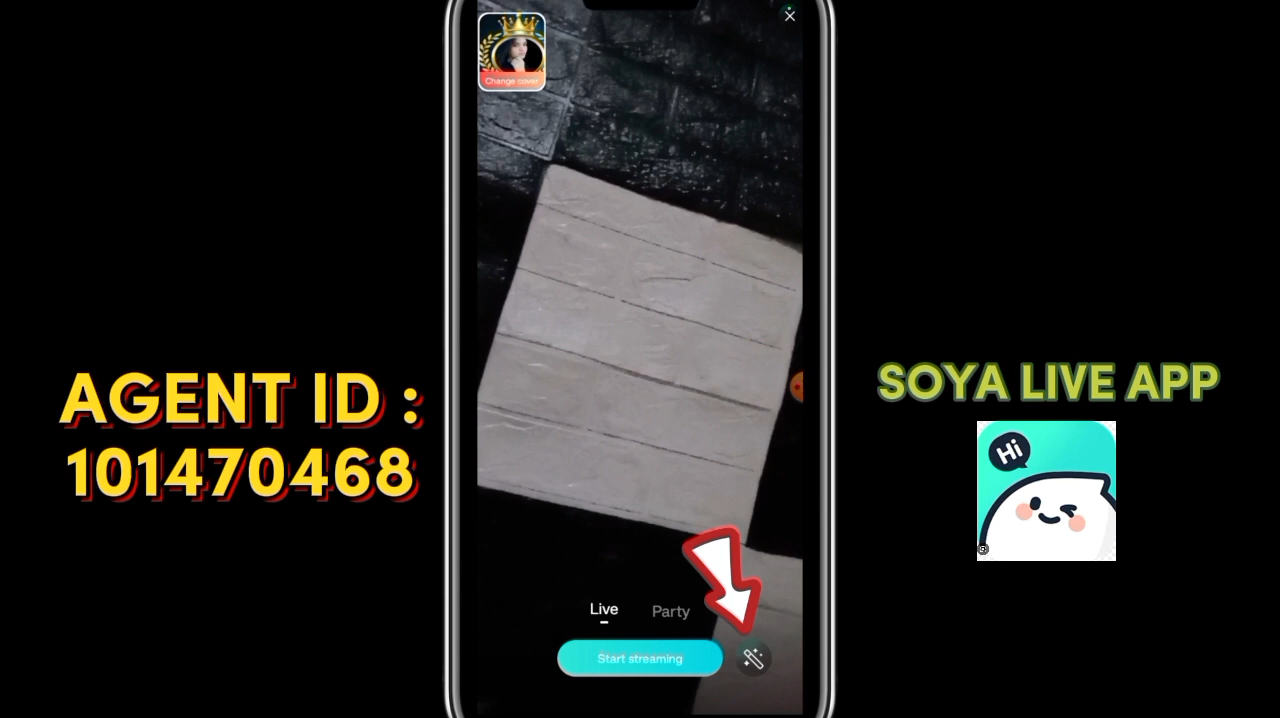 Change cover
AGENT ID :
101470468
SOYA LIVE APP
Hi
Live
Party
Start streaming